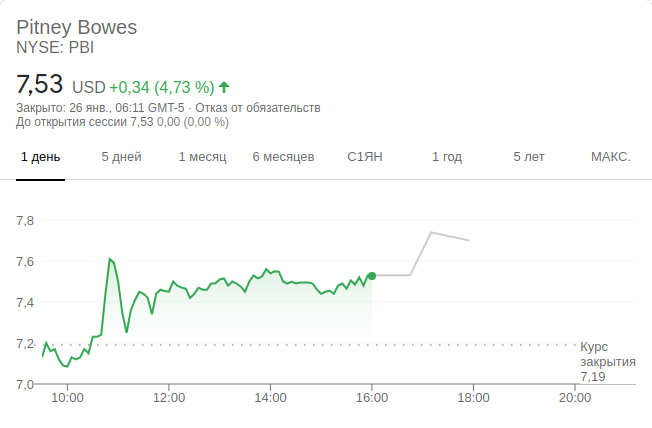 Pitney Bowes
NYSE: PBI
7,53 USD +0,34 (4,73 %)
Закрыто: 26 янв., 06:11 GMT-5 · Отказ от обязательств
До открытия сессии 7,53 0,00 (0,00 %)
1 день 5 дней 1 месяц 6 месяцев С1ЯН 1 год 5 лет МАКС.
7,8
7,6
7,4
7,2
7,0
Курс
закрытия
7,19
10:00 12:00 14:00 16:00 18:00 20:00